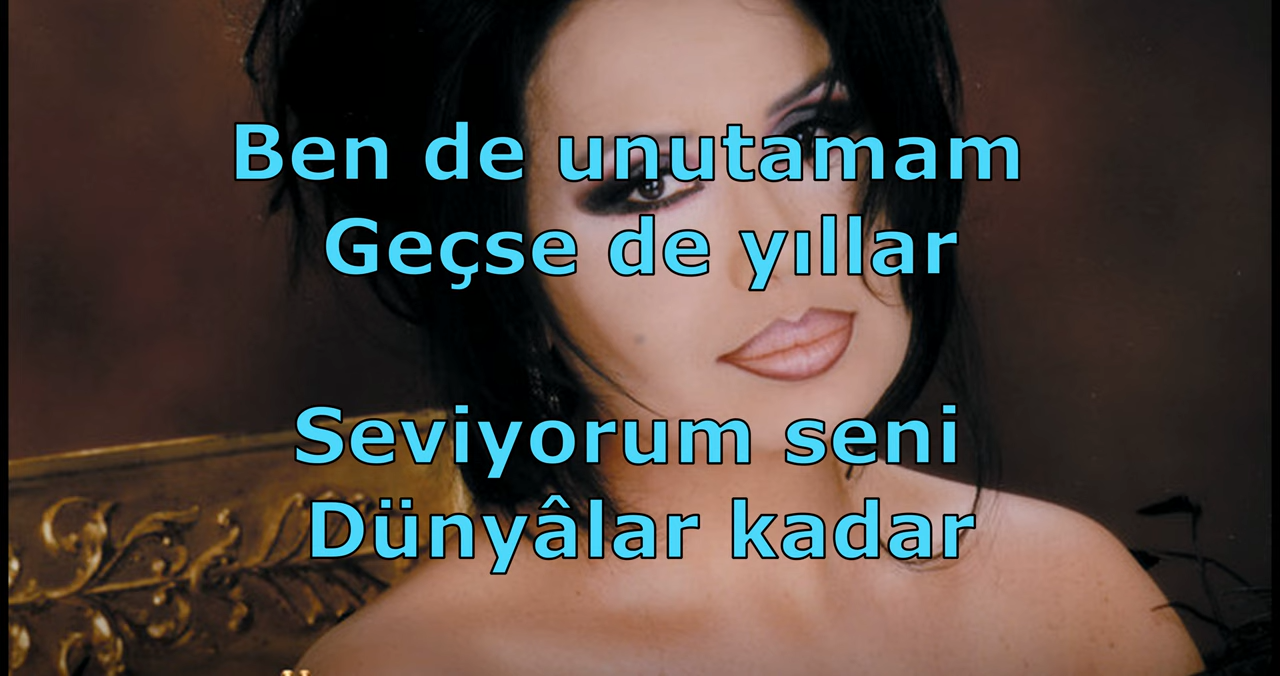 Ben de unutamam
Geçse de yıllar
Seviyorum seni
Dünyâlar kadar